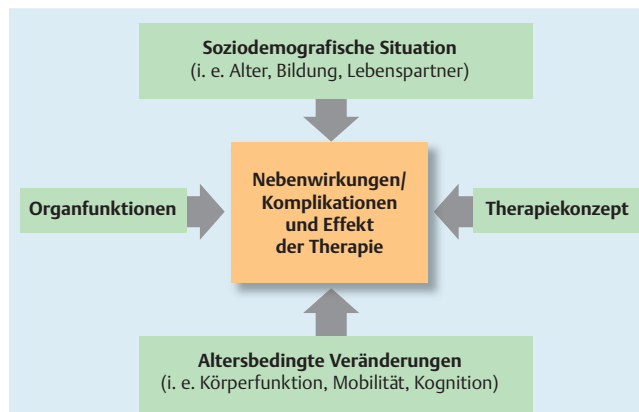 Soziodemografische Situation
(i. e. Alter, Bildung, Lebenspartner)
Organfunktionen
Nebenwirkungen/
Komplikationen
und Effekt
der Therapie
Therapiekonzept
Altersbedingte Veränderungen
(i. e. Körperfunktion, Mobilität, Kognition)